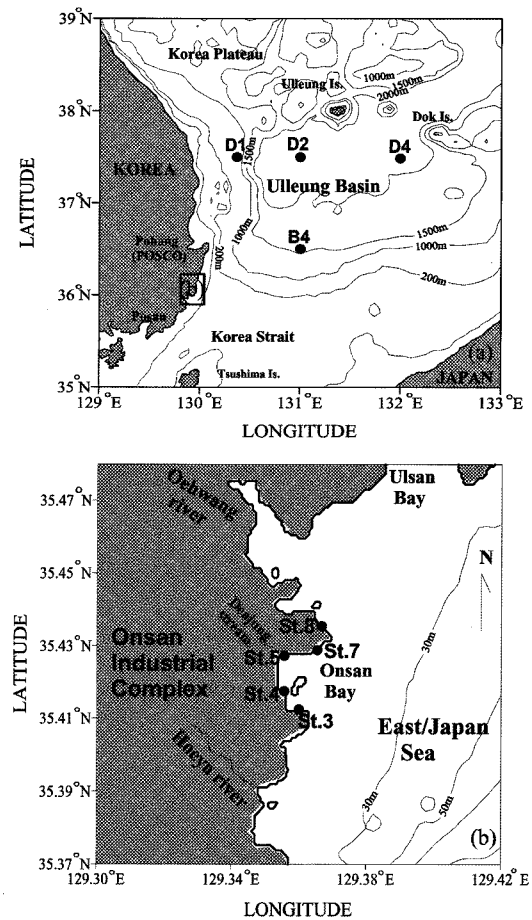 39°N
38°N
37°N
36°N
35°N
LATITUDE
Korea Plateau
Ulleung Is.
1000m
1500m
2000m
Dok Is.
D1
D2
D4
1500m
KOREA
Ulleung Basin
1000m
200m
B4
1500m
1000m
200m
Pohang
(POSCO)
b
Pusan
Korea Strait
Tsushima Is.
(a)
JAPAN
129°E
130°E
131°E
132°E
133°E
LONGITUDE
35.47°N
35.45°N
35.43°N
35.41°N
35.39°N
35.37°N
LATITUDE
Oehwang
river
Ulsan
Bay
N
30m
Daejung
stream
St.8
St.7
St.5
Onsan
Industrial
Complex
Onsan
Bay
St.4
St.3
East/Japan
Sea
Hoeya river
30m
50m
(b)
129.30°E
129.34°E
129.38°E
129.42°E
LONGITUDE